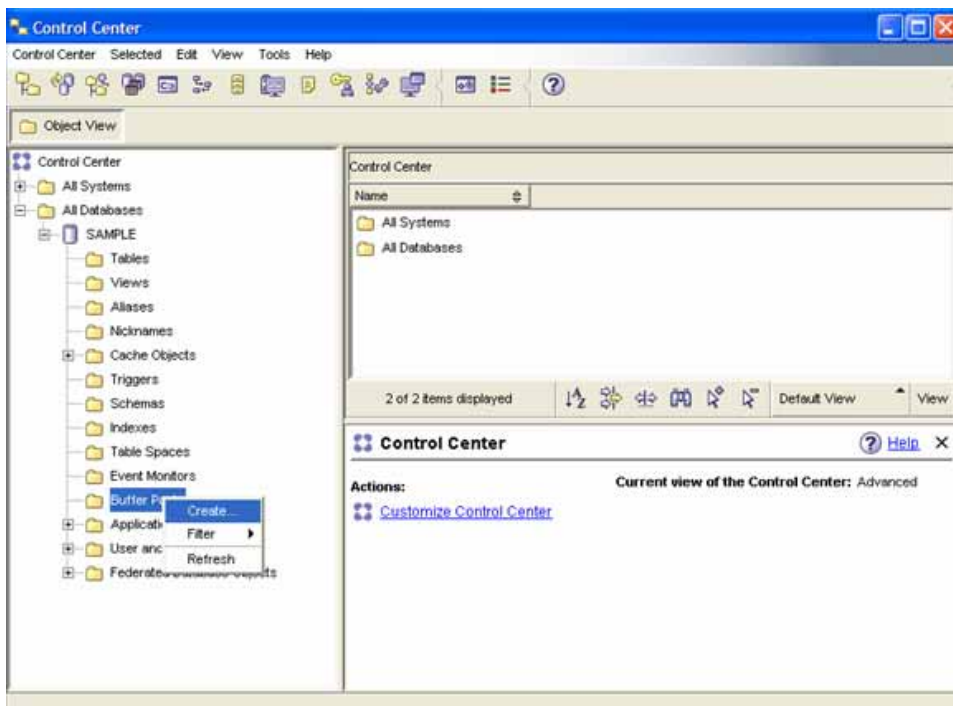 Control Center
Control Center Selected Edit View Tools Help
Object View
Control Center
All Systems
All Databases
SAMPLE
Tables
Views
Aliases
Nicknames
Cache Objects
Triggers
Schemas
Indexes
Table Spaces
Event Monitors
Buffer
Create...
Filter
Refresh
User
Control Center
Name
All Systems
All Databases
2 of 2 items displayed
Default View
View
Control Center
Help
Actions:
Current view of the Control Center: Advanced
Customize Control Center